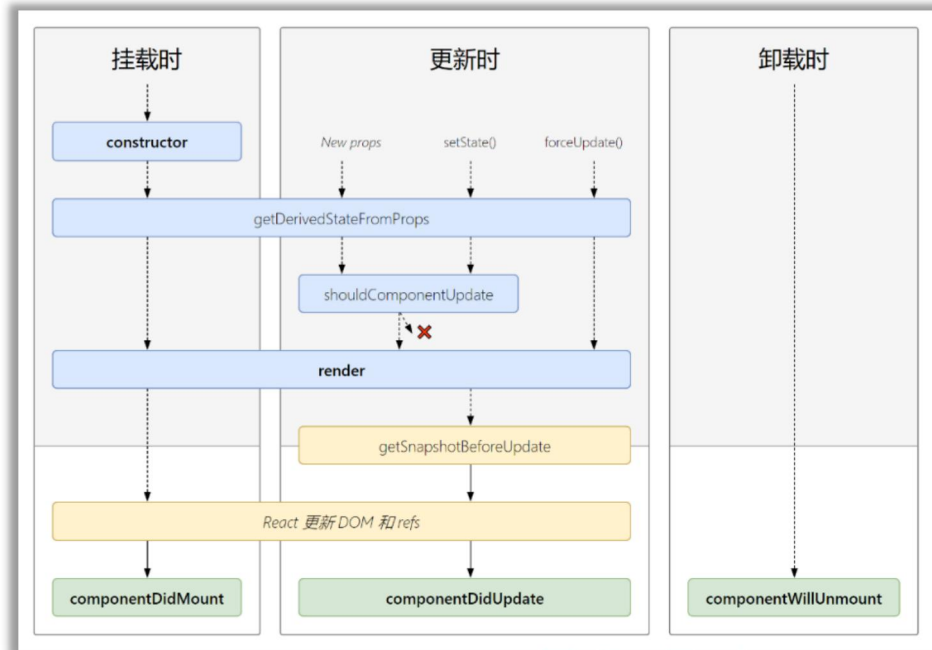 挂载时
更新时
卸载时
constructor
New props
setState()
forceUpdate()
getDerivedStateFromProps
shouldComponentUpdate
render
getSnapshotBeforeUpdate
React 更新 DOM 和 refs
componentDidMount
componentDidUpdate
componentWillUnmount